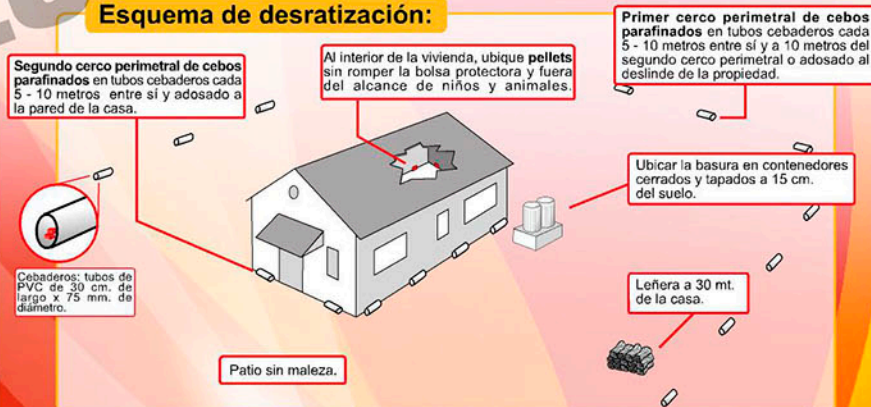 Esquema de desratización:
Segundo cerco perimetral de cebos
parafinados en tubos cebaderos cada
5 - 10 metros entre sí y adosado a
la pared de la casa.
Al interior de la vivienda, ubique pellets
sin romper la bolsa protectora y fuera
del alcance de niños y animales.
Primer cerco perimetral de cebos
parafinados en tubos cebaderos cada
5 - 10 metros entre sí y a 10 metros del
segundo cerco perimetral o adosado al
deslinde de la propiedad.
Ubicar la basura en contenedores
cerrados y tapados a 15 cm.
del suelo.
Cebaderos: tubos de
PVC de 30 cm. de
largo x 75 mm. de
diámetro.
Leñera a 30 mt.
de la casa.
Patio sin maleza.